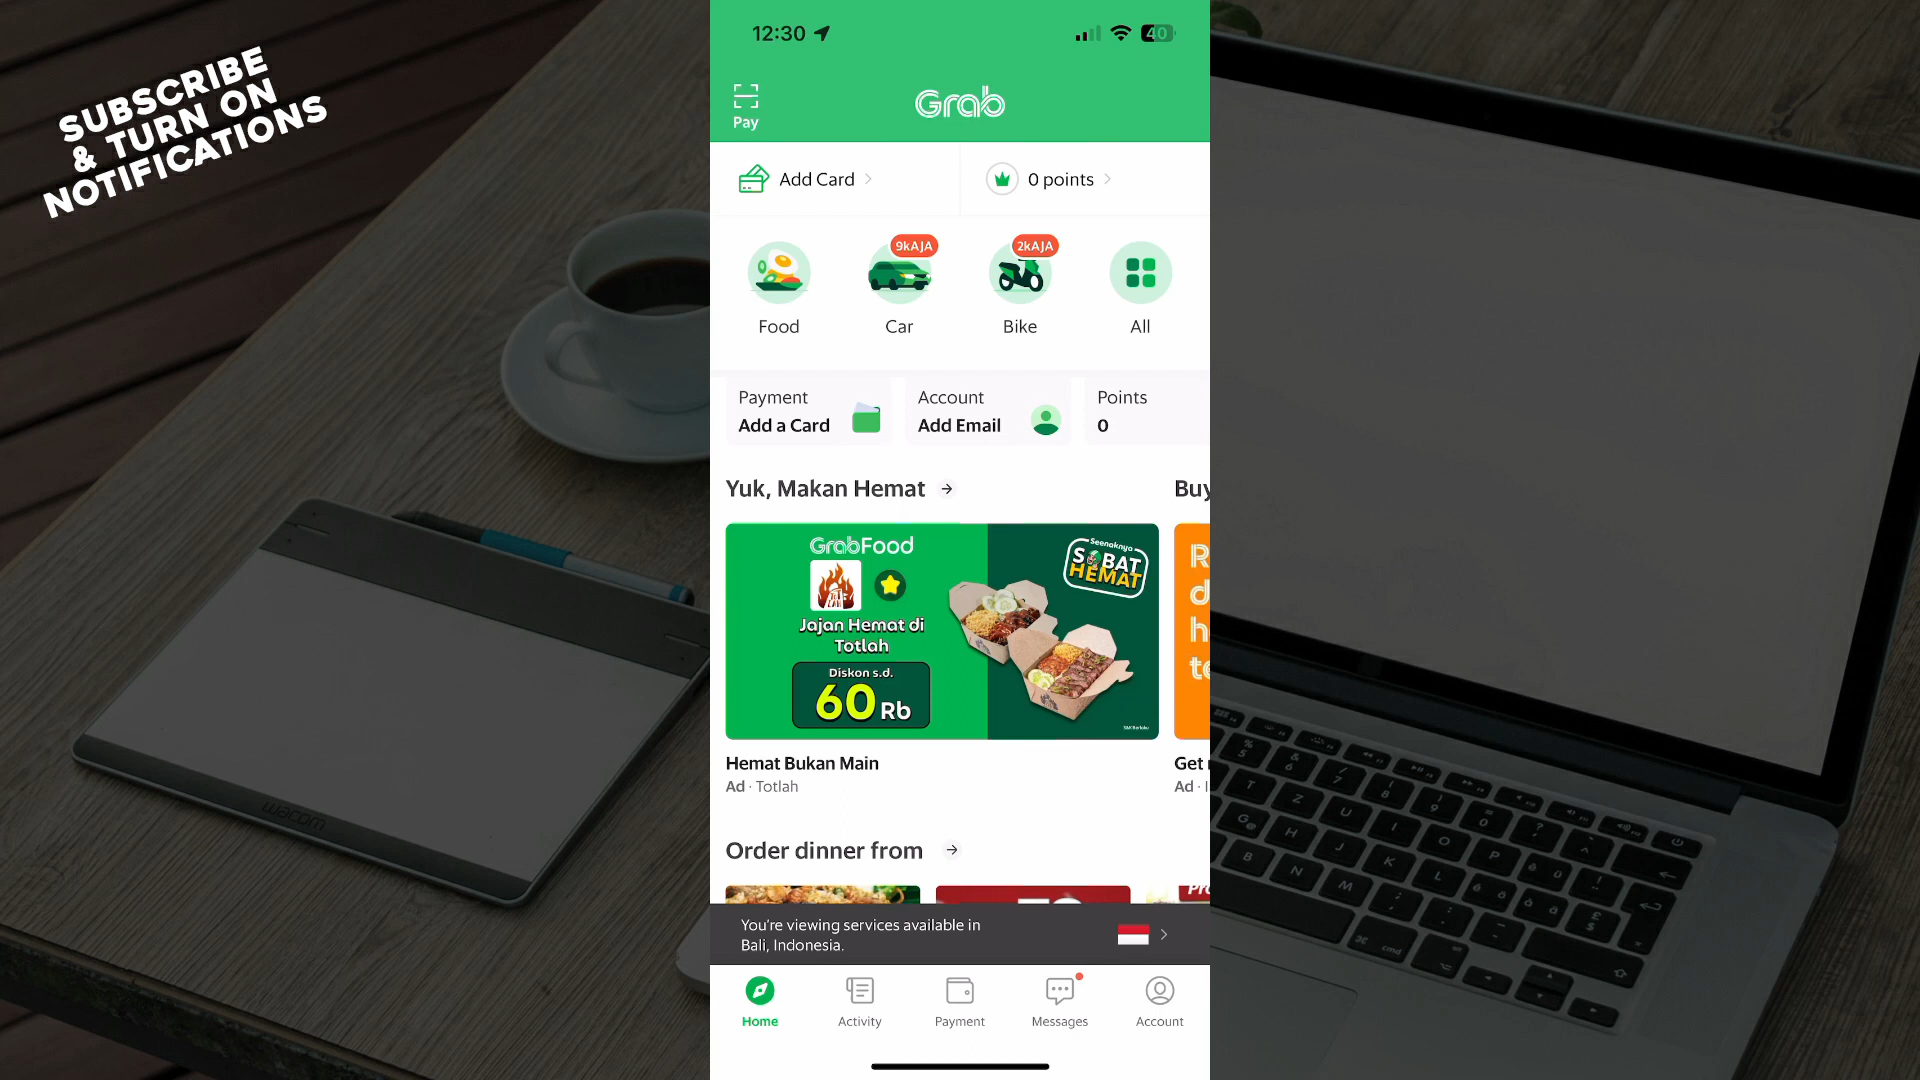 SUBSCRIBE
& TURN ON
NOTIFICATIONS
12:30
40
Pay
Grab
Add Card
0 points
9kAJA
2kAJA
Food
Car
Bike
All
Payment
Add a Card
Account
Add Email
Points
0
Yuk, Makan Hemat
Buy
GrabFood
Jajan Hemat di
Totlah
Diskon s.d.
60 Rb
Seenaknya
SOBAT
HEMAT
Hemat Bukan Main
Ad · Totlah
Get
Ad ·
Order dinner from
You're viewing services available in
Bali, Indonesia.
Home
Activity
Payment
Messages
Account
wacom